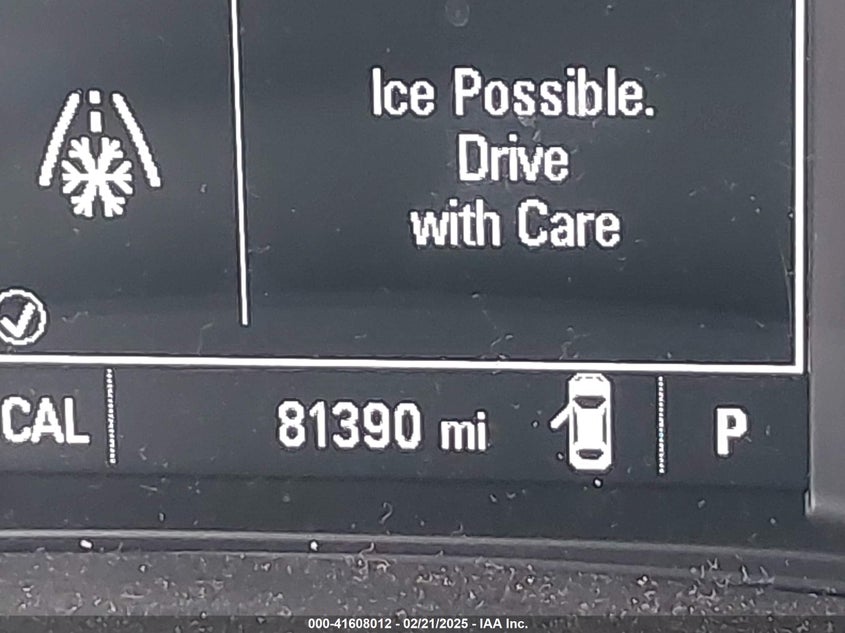 Ice Possible.
Drive
with Care
CAL
81390 mi
P
000-41608012 - 02/21/2025 - IAA Inc.